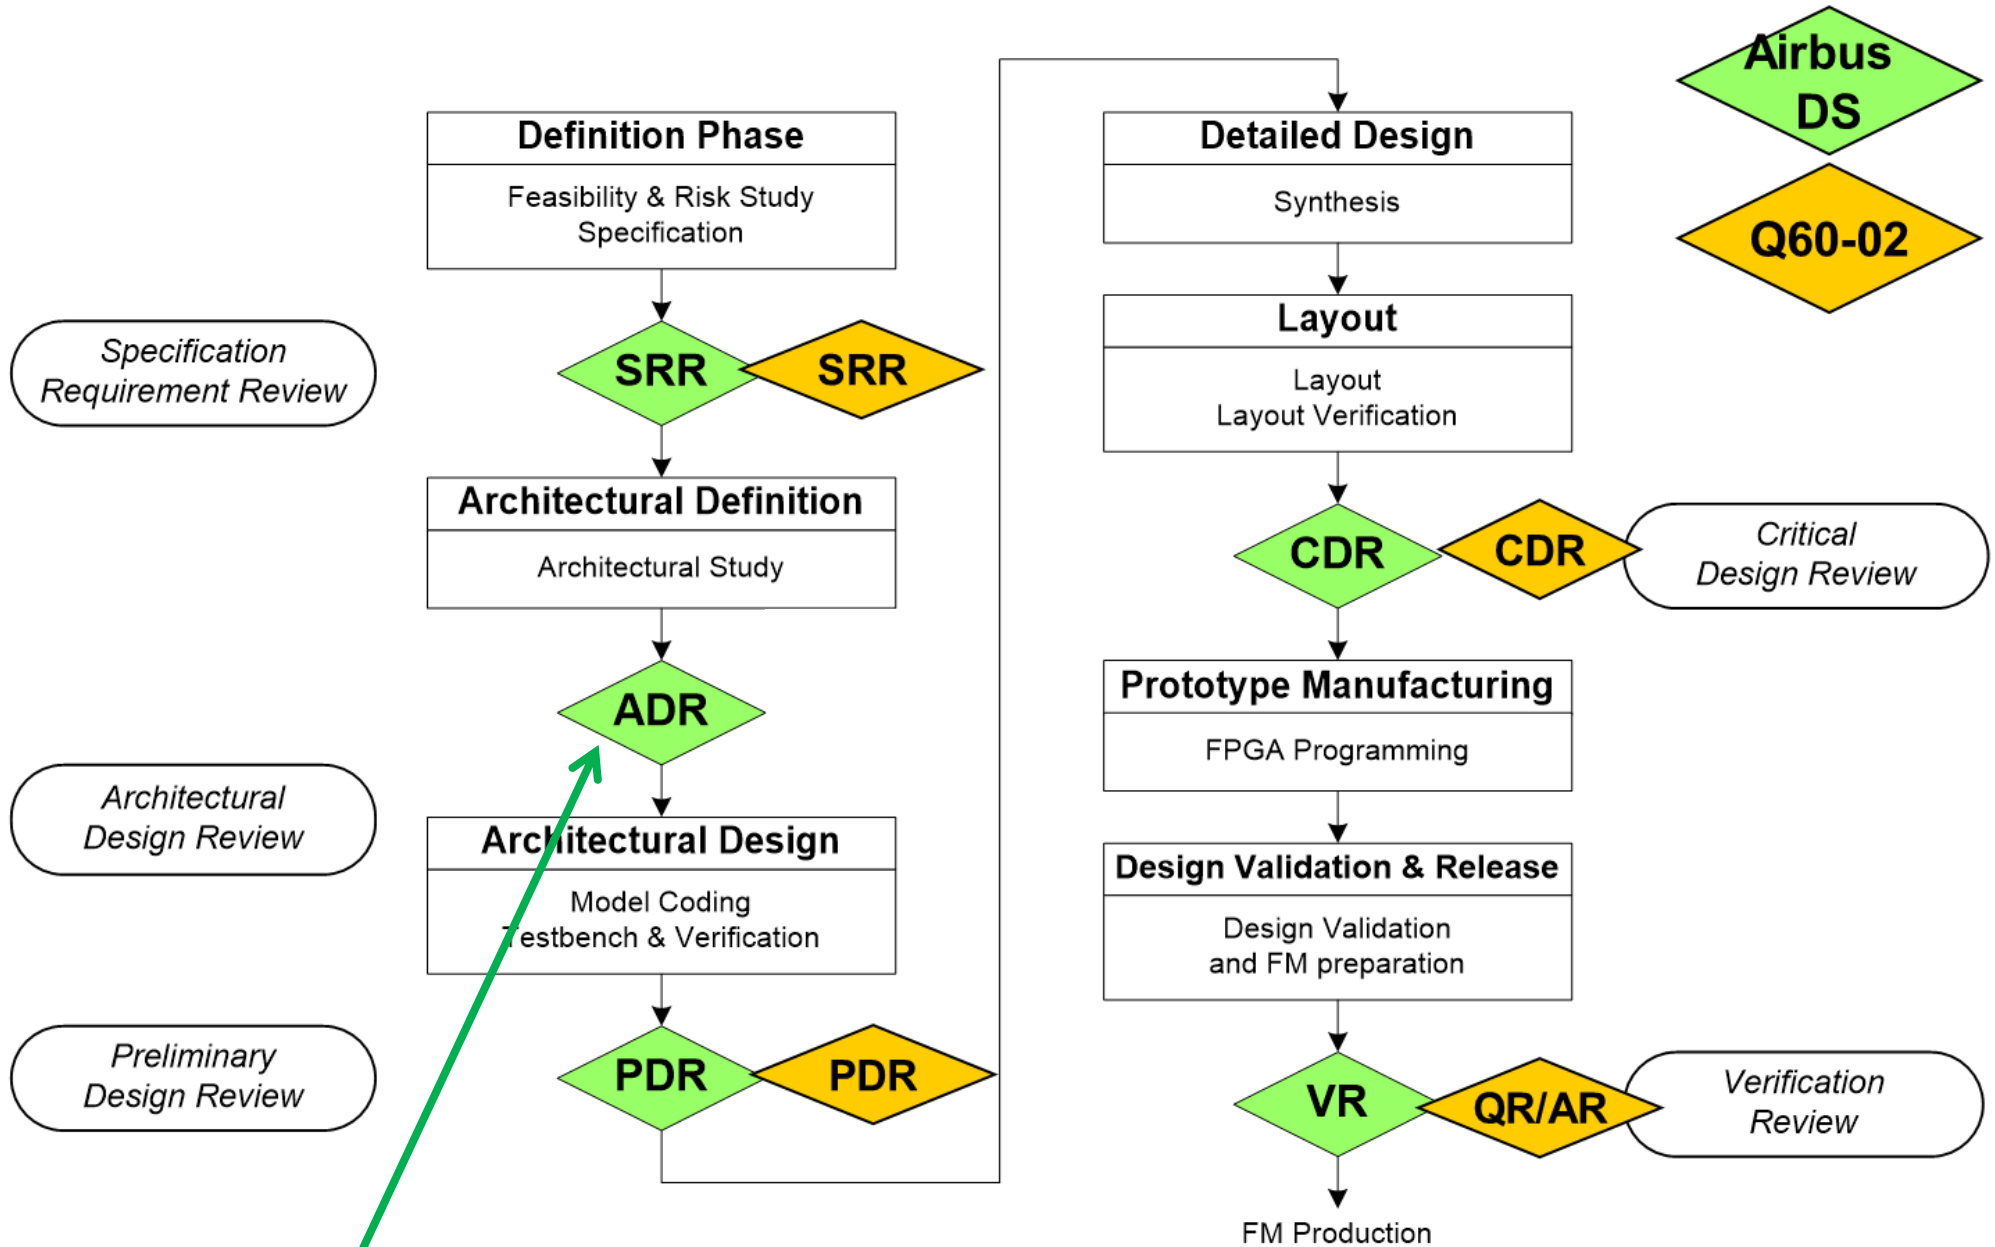 Definition Phase
Feasibility & Risk Study
Specification
Specification
Requirement Review
SRR
SRR
Architectural Definition
Architectural Study
ADR
Architectural
Design Review
Architectural Design
Model Coding
Testbench & Verification
Preliminary
Design Review
PDR
PDR
Detailed Design
Synthesis
Layout
Layout
Layout Verification
CDR
CDR
Critical
Design Review
Prototype Manufacturing
FPGA Programming
Design Validation & Release
Design Validation
and FM preparation
VR
QR/AR
Verification
Review
FM Production
Airbus
DS
Q60-02